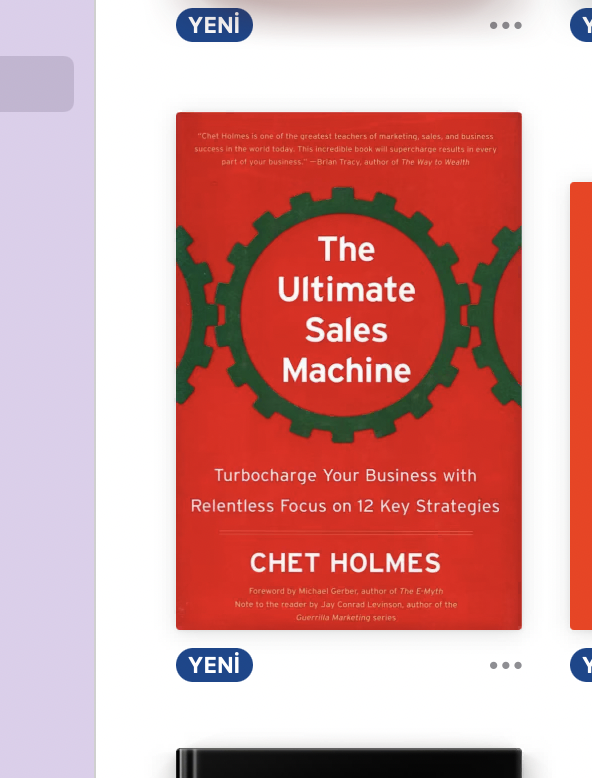 YENİ
"Chet Holmes is one of the greatest teachers of marketing, sales, and business
success in the world today. This incredible book will supercharge results in every
part of your business." —Brian Tracy, author of The Way to Wealth
The
Ultimate
Sales
Machine
Turbocharge Your Business with
Relentless Focus on 12 Key Strategies
CHET HOLMES
Foreword by Michael Gerber, author of The E-Myth
Note to the reader by Jay Conrad Levinson, author of the
Guerrilla Marketing series
YENİ